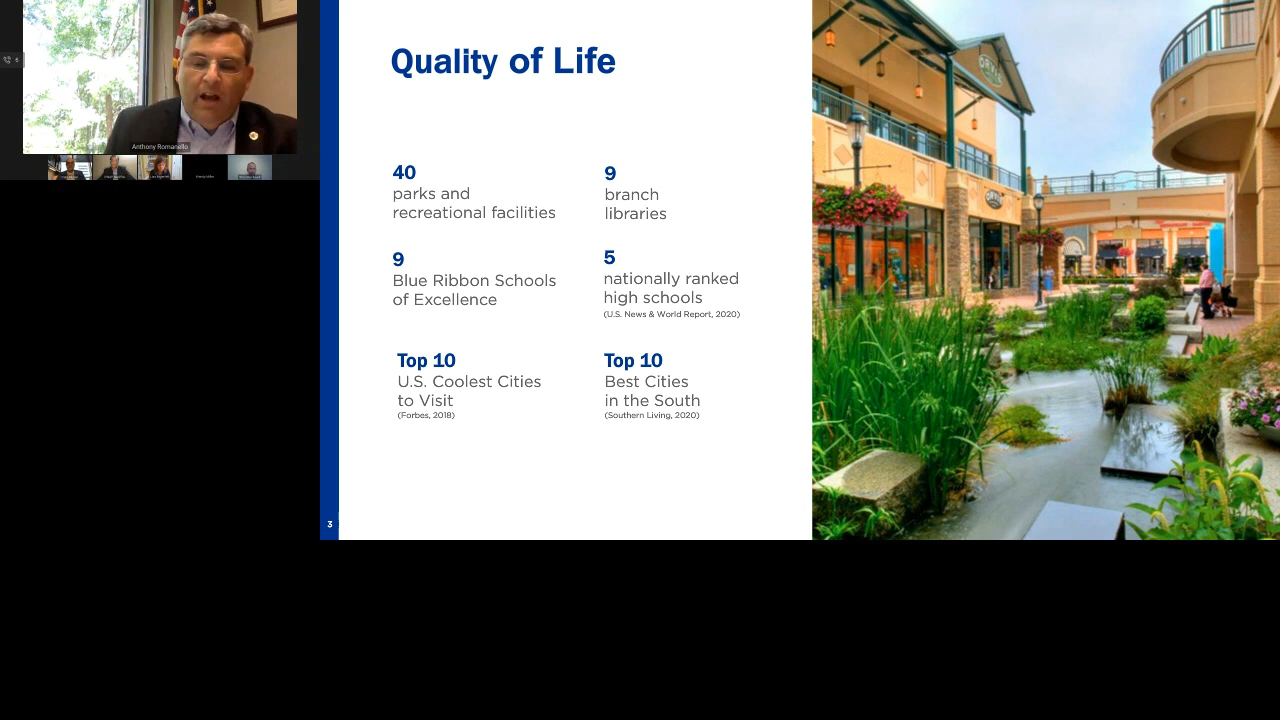 6
Anthony Romanello
Quality of Life
40
parks and
recreational facilities
9
branch
libraries
9
Blue Ribbon Schools
of Excellence
5
nationally ranked
high schools
(U.S. News & World Report, 2020)
Top 10
U.S. Coolest Cities
to Visit
(Forbes, 2018)
Top 10
Best Cities
in the South
(Southern Living, 2020)
3
ORVIS